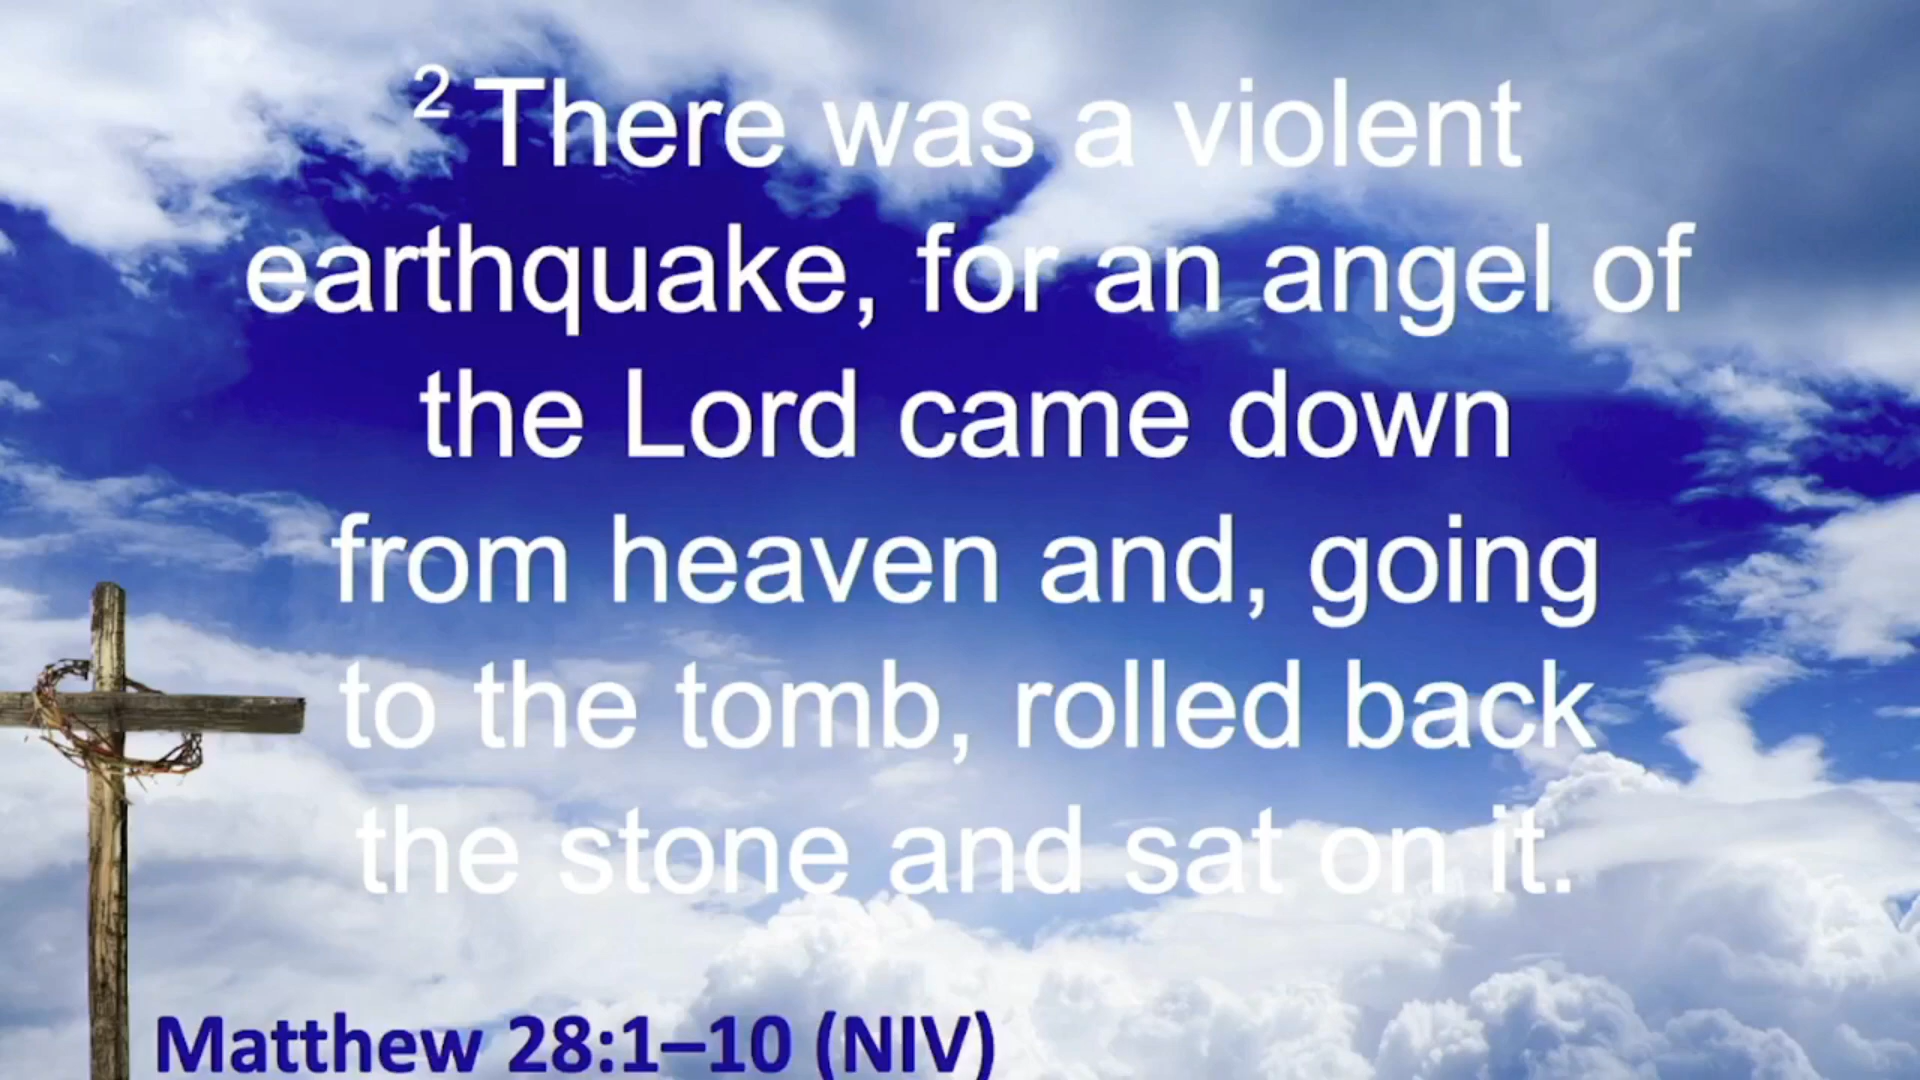 2 There was a violent
earthquake, for an angel of
the Lord came down
from heaven and, going
to the tomb, rolled back
the stone and sat on it.
Matthew 28:1–10 (NIV)